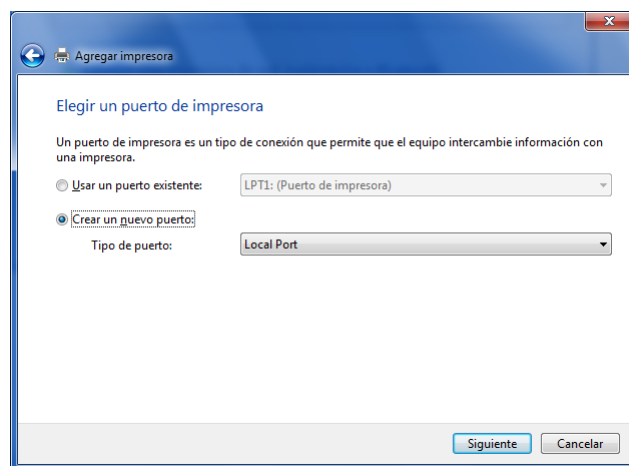 Agregar impresora
Elegir un puerto de impresora
Un puerto de impresora es un tipo de conexión que permite que el equipo intercambie información con
una impresora.
Usar un puerto existente: LPT1: (Puerto de impresora)
Crear un nuevo puerto:
Tipo de puerto: Local Port
Siguiente Cancelar